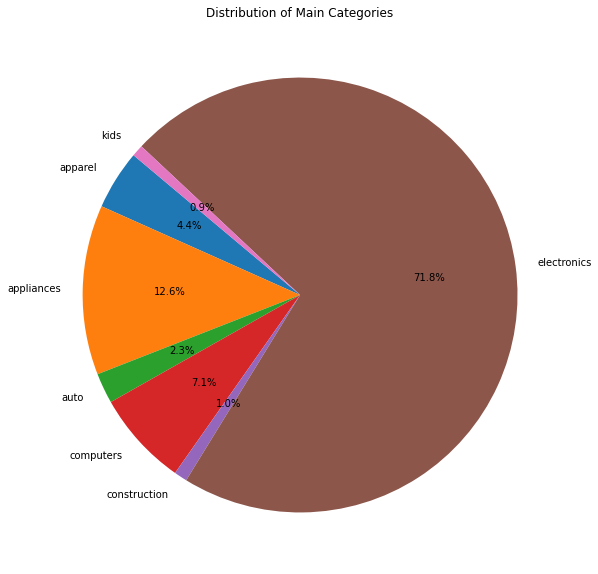 Distribution of Main Categories
kids
apparel
0.9%
4.4%
electronics
71.8%
appliances
12.6%
2.3%
auto
7.1%
1.0%
computers
construction